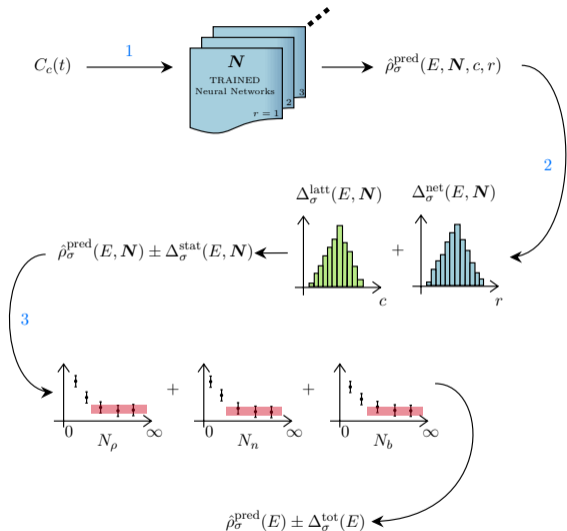 1
C_c(t)
N
TRAINED
Neural Networks
r = 1
2
3
ρ̂_σ^pred(E, N, c, r)
2
Δ_σ^latt(E, N)
Δ_σ^net(E, N)
ρ̂_σ^pred(E, N) ± Δ_σ^stat(E, N)
+
c
r
3
+
+
0
∞
0
∞
0
∞
N_ρ
N_n
N_b
ρ̂_σ^pred(E) ± Δ_σ^tot(E)